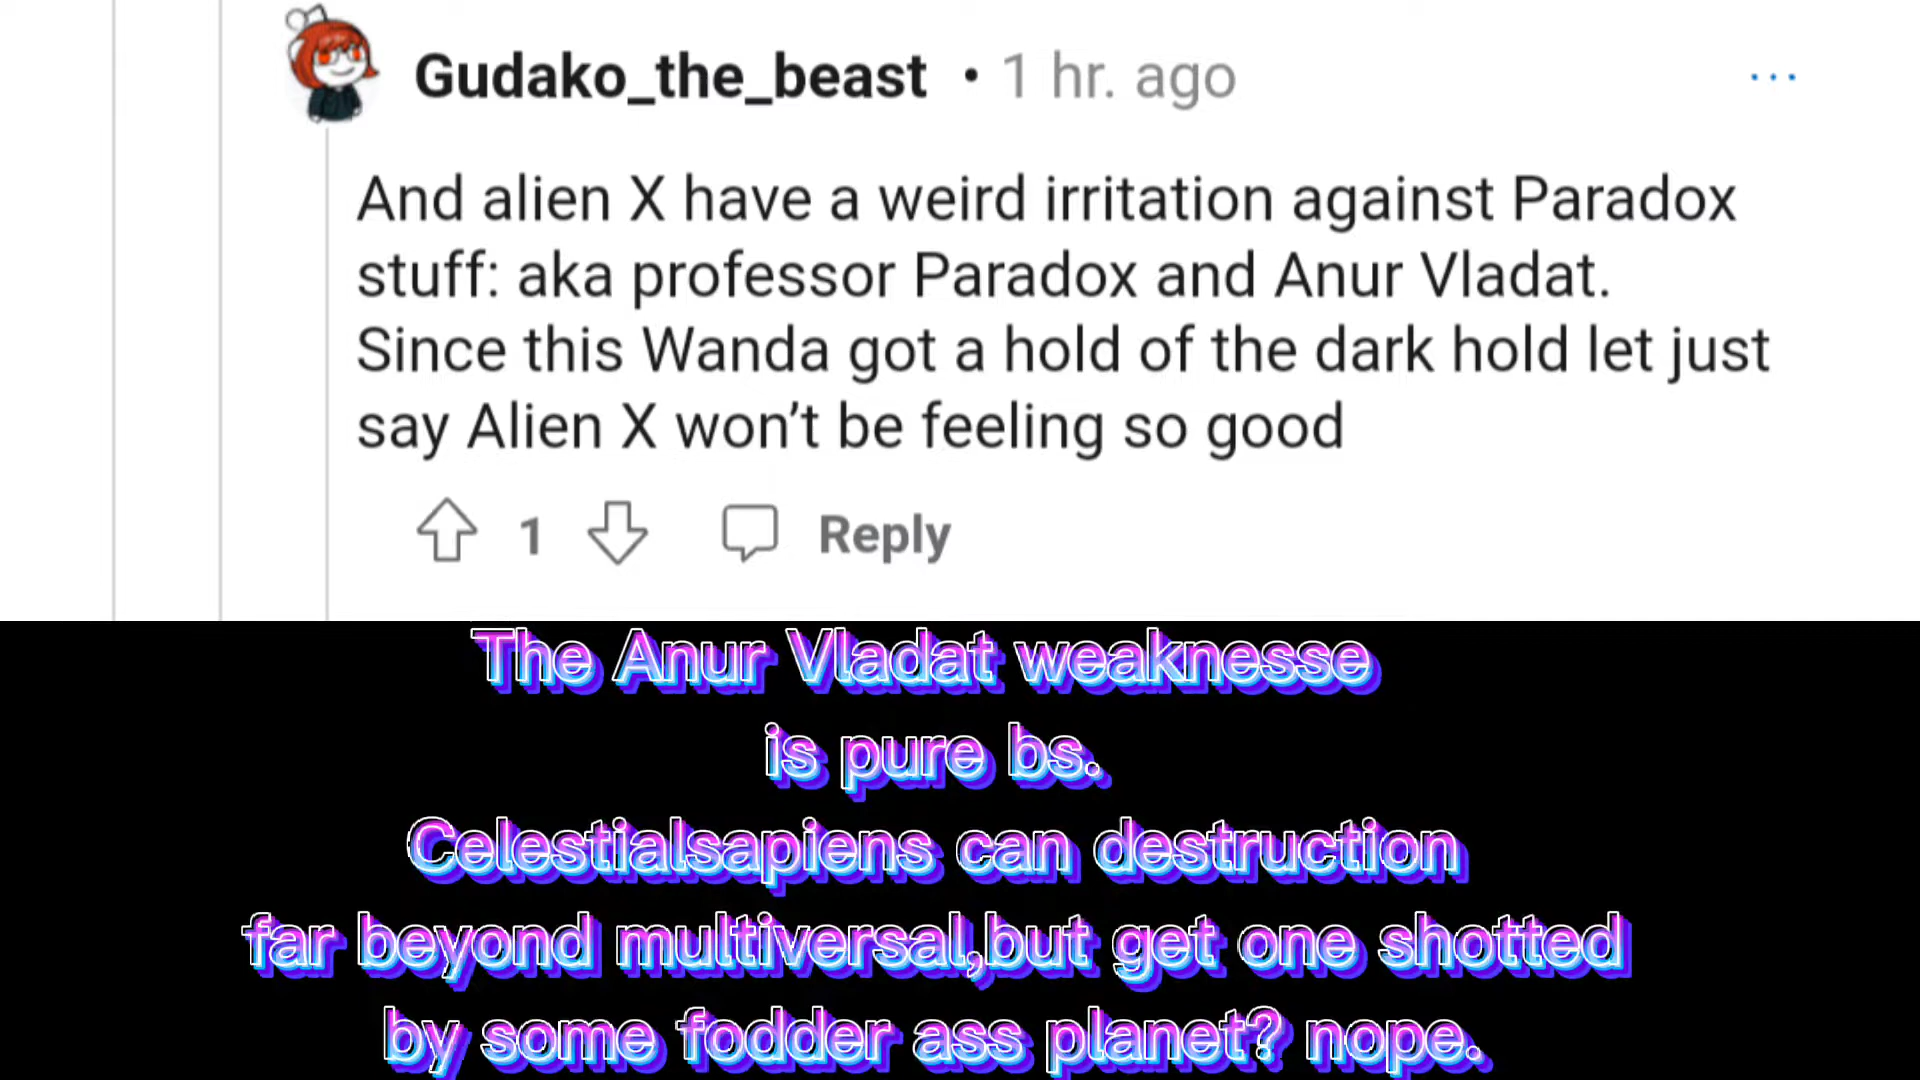 Gudako_the_beast • 1 hr. ago
And alien X have a weird irritation against Paradox
stuff: aka professor Paradox and Anur Vladat.
Since this Wanda got a hold of the dark hold let just
say Alien X won't be feeling so good
1 Reply
The Anur Vladat weaknesse
is pure bs.
Celestialsapiens can destruction
far beyond multiversal,but get one shotted
by some fodder ass planet? nope.